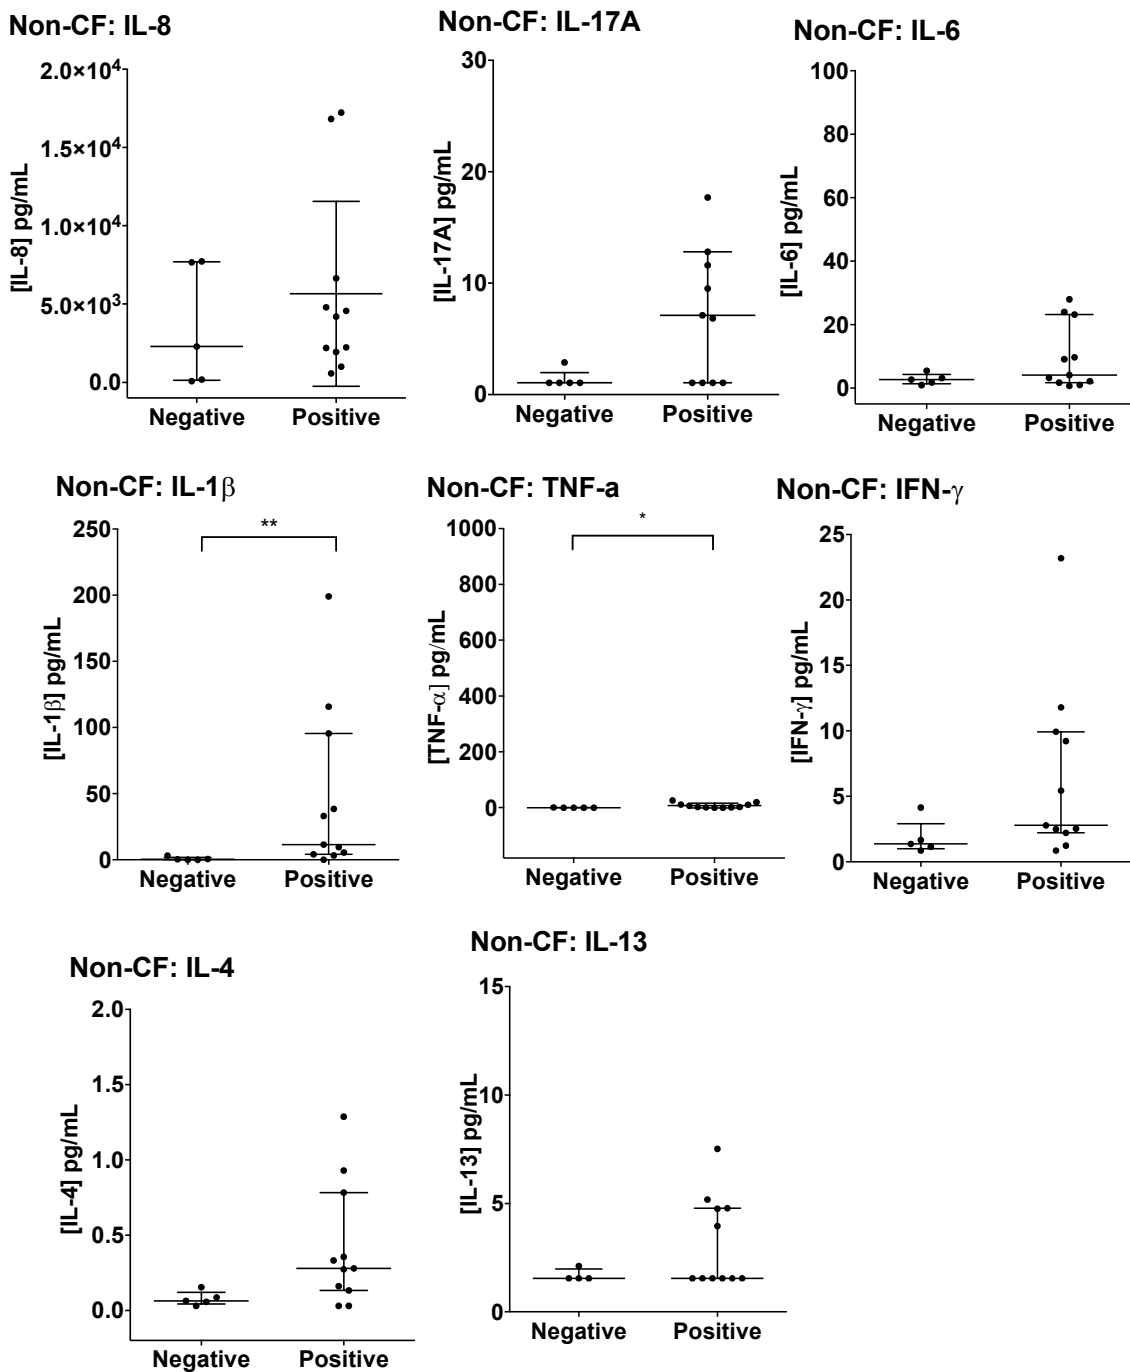 Non-CF: IL-8
[IL-8] pg/mL
2.0×10⁴
1.5×10⁴
1.0×10⁴
5.0×10³
0.0
Negative Positive
Non-CF: IL-17A
[IL-17A] pg/mL
30
20
10
0
Negative Positive
Non-CF: IL-6
[IL-6] pg/mL
100
80
60
40
20
0
Negative Positive
Non-CF: IL-1β
[IL-1β] pg/mL
250
200
150
100
50
0
**
Negative Positive
Non-CF: TNF-a
[TNF-α] pg/mL
1000
800
600
400
200
0
*
Negative Positive
Non-CF: IFN-γ
[IFN-γ] pg/mL
25
20
15
10
5
0
Negative Positive
Non-CF: IL-4
[IL-4] pg/mL
2.0
1.5
1.0
0.5
0.0
Negative Positive
Non-CF: IL-13
[IL-13] pg/mL
15
10
5
0
Negative Positive